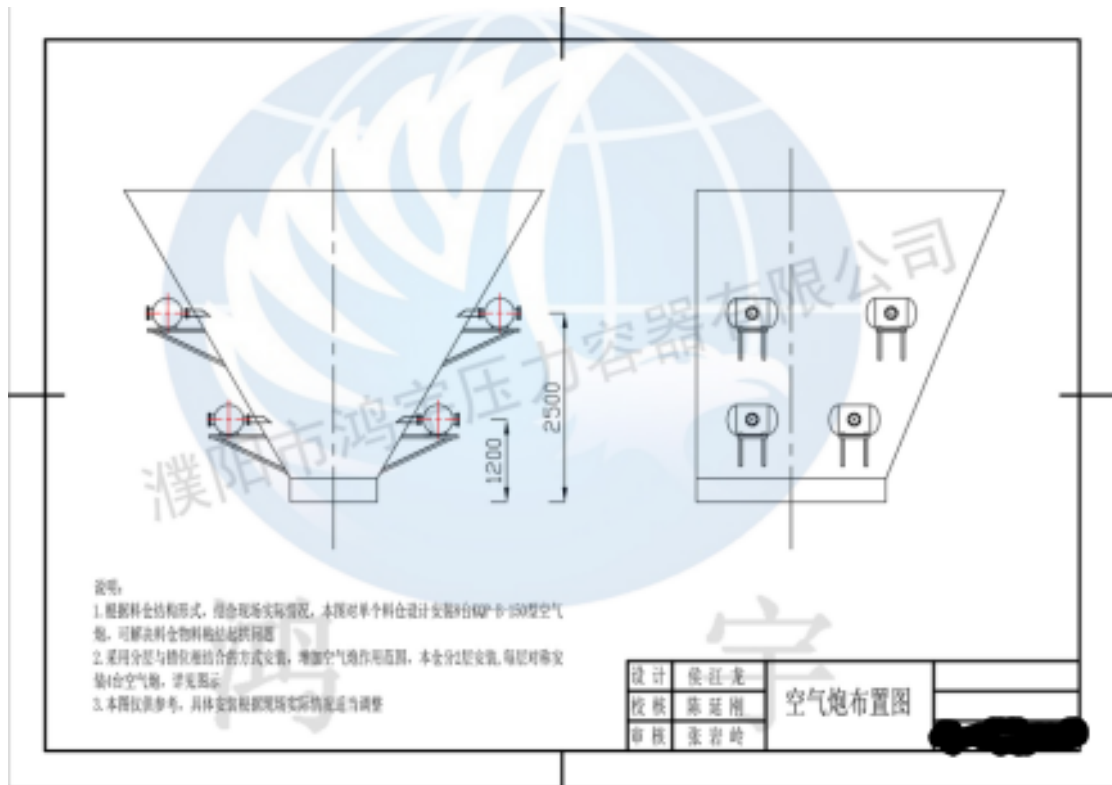 濮阳市鸿宇压力容器有限公司
2500
1200
说明:
1.根据料仓结构形式, 结合现场实际情况, 本图对单个料仓设计安装8台KQP-B-150型空气
炮, 可解决料仓物料粘结起拱问题
2.采用分层与错位相结合的方式安装, 增加空气炮作用范围, 本仓分2层安装,每层对称安
装4台空气炮, 详见图示
3.本图仅供参考, 具体安装根据现场实际情况适当调整
鸿 宇
设计 侯江龙
校核 陈延刚
审核 张岩岭
空气炮布置图